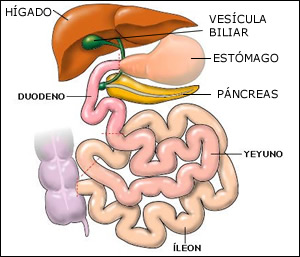 HÍGADO
VESÍCULA
BILIAR
ESTÓMAGO
DUODENO
PÁNCREAS
YEYUNO
ÍLEON